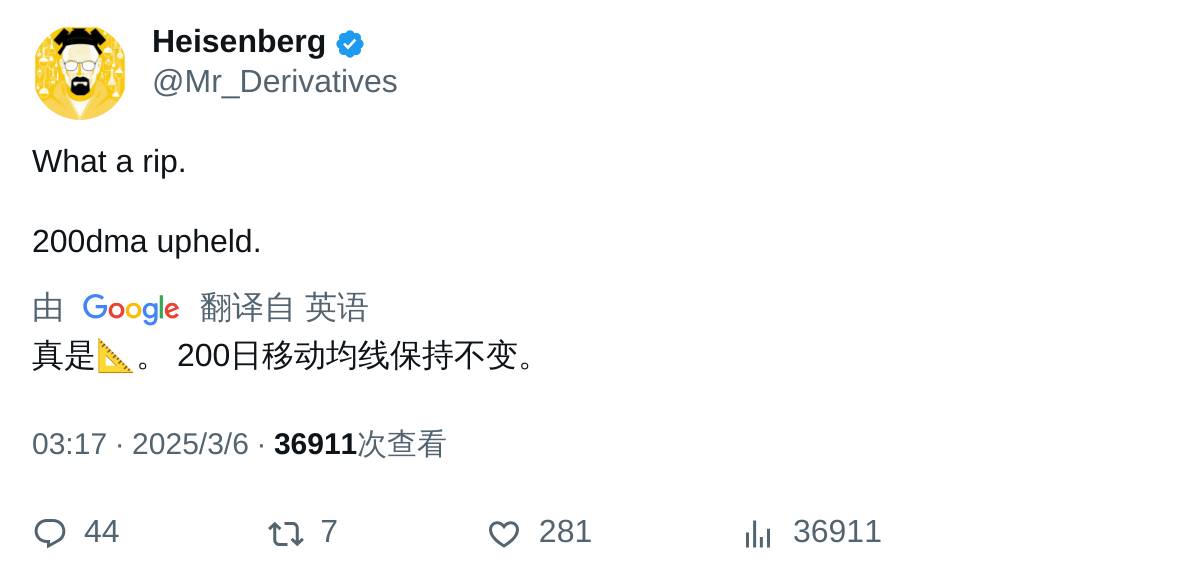 Heisenberg
@Mr_Derivatives
What a rip.
200dma upheld.
由 Google 翻译自 英语
真是📐。 200日移动均线保持不变。
03:17 · 2025/3/6 · 36911次查看
44 7 281 36911